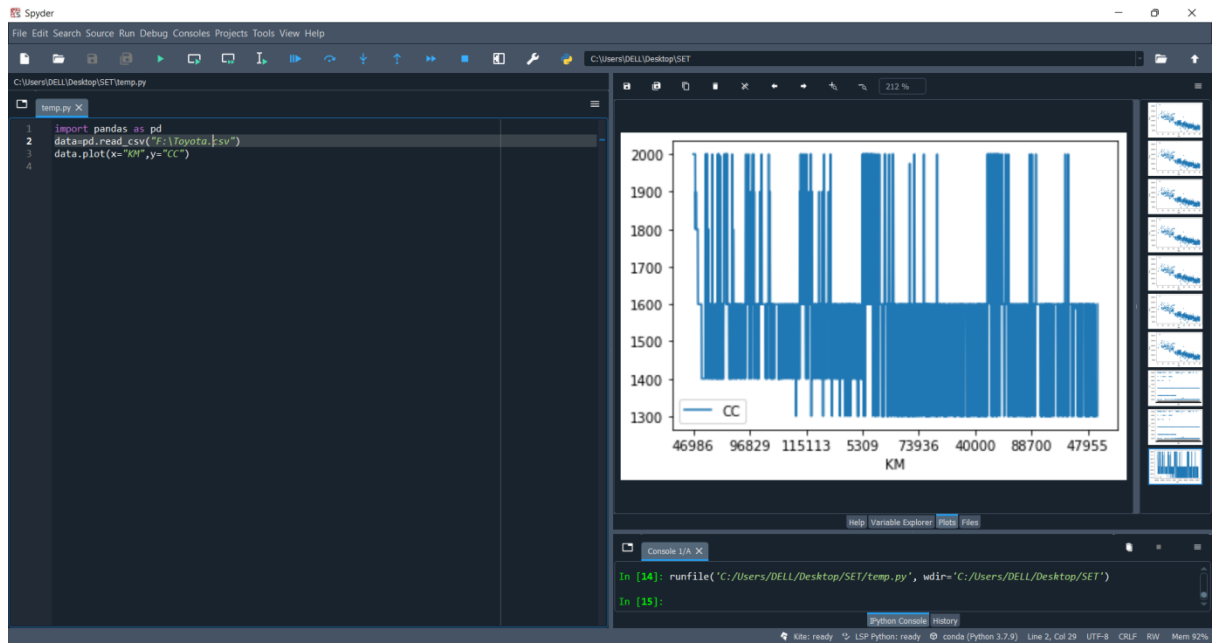 Spyder
File Edit Search Source Run Debug Consoles Projects Tools View Help
C:\Users\DELL\Desktop\SET
C:\Users\DELL\Desktop\SET\temp.py
temp.py
1 import pandas as pd
2 data=pd.read_csv("F:\Toyota.csv")
3 data.plot(x="KM",y="CC")
4
212 %
2000
1900
1800
1700
1600
1500
1400
1300
CC
46986 96829 115113 5309 73936 40000 88700 47955
KM
Help Variable Explorer Plots Files
Console 1/A
In [14]: runfile('C:/Users/DELL/Desktop/SET/temp.py', wdir='C:/Users/DELL/Desktop/SET')
In [15]:
IPython Console History
Kite: ready LSP Python: ready conda (Python 3.7.9) Line 2, Col 29 UTF-8 CRLF RW Mem 92%